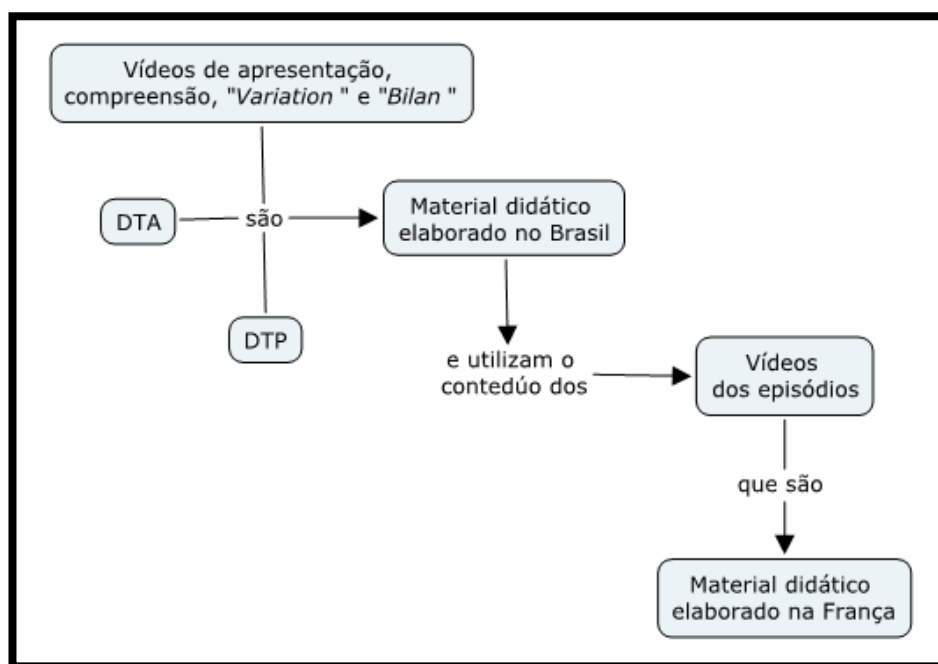 Vídeos de apresentação,
compreensão, "Variation " e "Bilan "
DTA
são
Material didático
elaborado no Brasil
DTP
e utilizam o
contedúo dos
Vídeos
dos episódios
que são
Material didático
elaborado na França